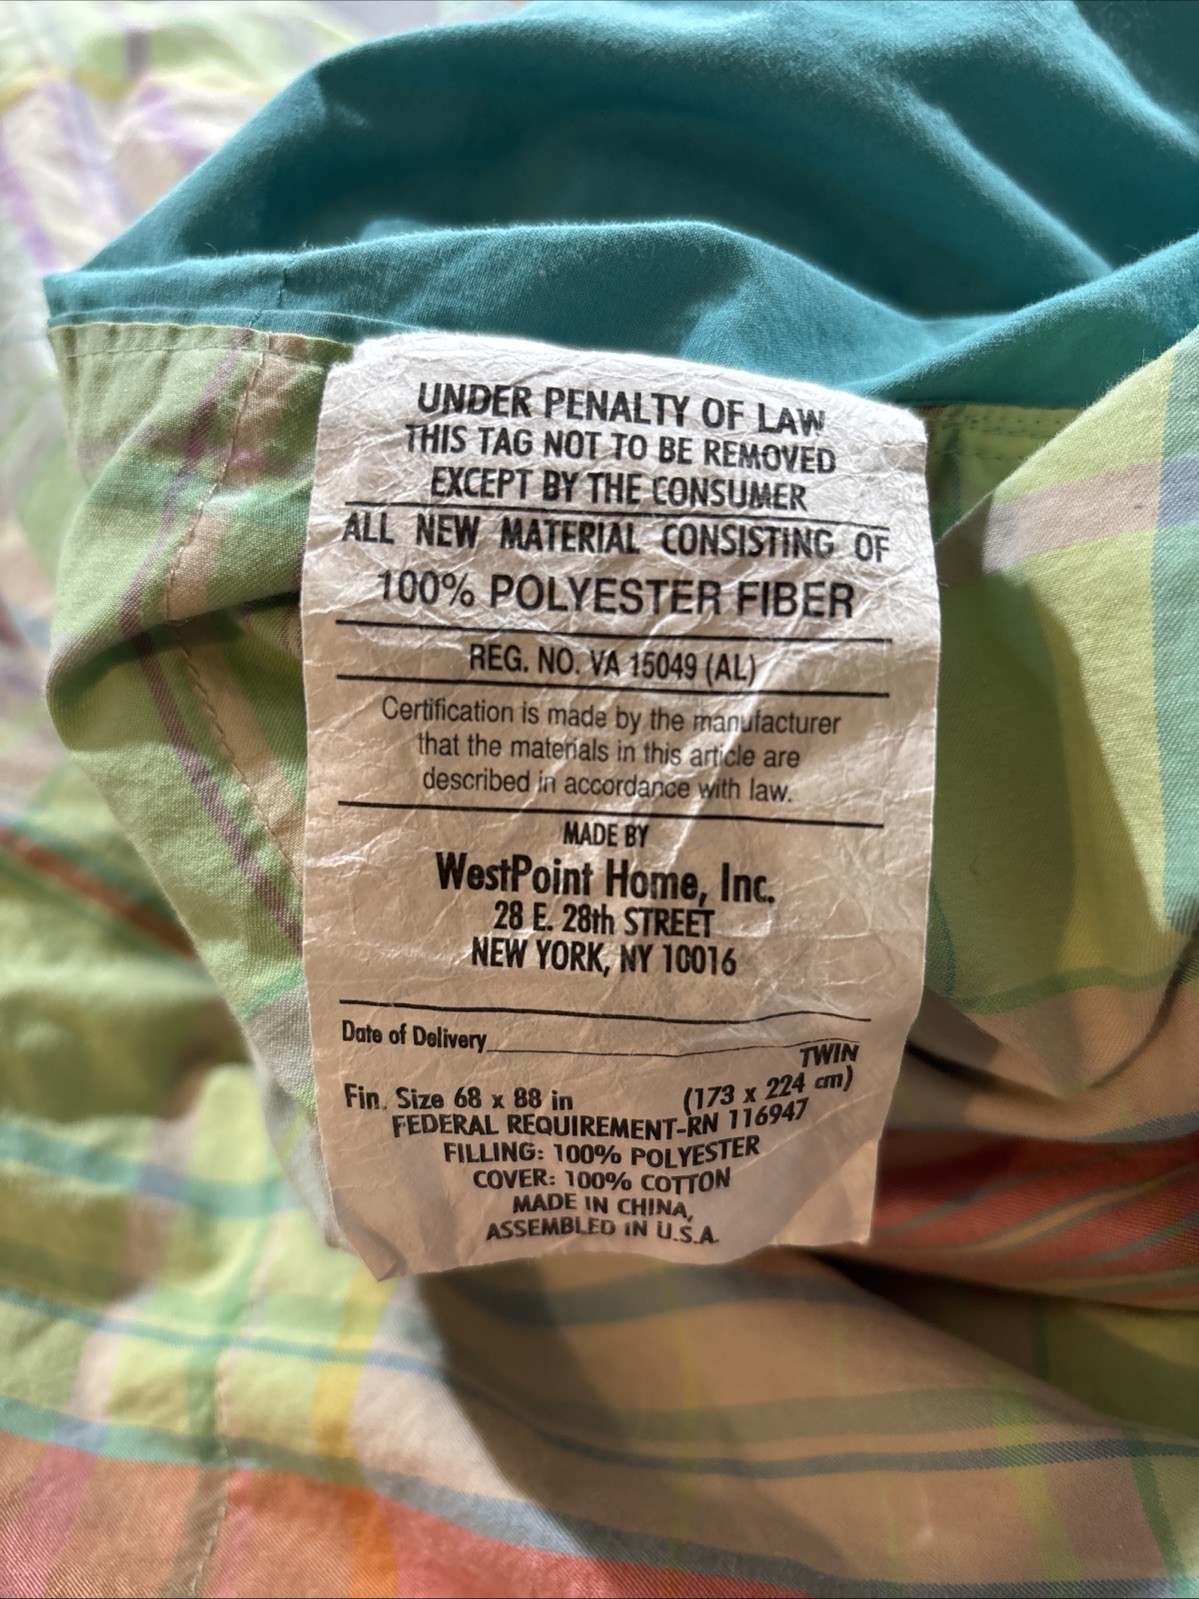 UNDER PENALTY OF LAW
THIS TAG NOT TO BE REMOVED
EXCEPT BY THE CONSUMER
ALL NEW MATERIAL CONSISTING OF
100% POLYESTER FIBER
REG. NO. VA 15049 (AL)
Certification is made by the manufacturer
that the materials in this article are
described in accordance with law.
MADE BY
WestPoint Home, Inc.
28 E. 28th STREET
NEW YORK, NY 10016
Date of Delivery
TWIN
Fin. Size 68 x 88 in (173 x 224 cm)
FEDERAL REQUIREMENT-RN 116947
FILLING: 100% POLYESTER
COVER: 100% COTTON
MADE IN CHINA,
ASSEMBLED IN U.S.A.